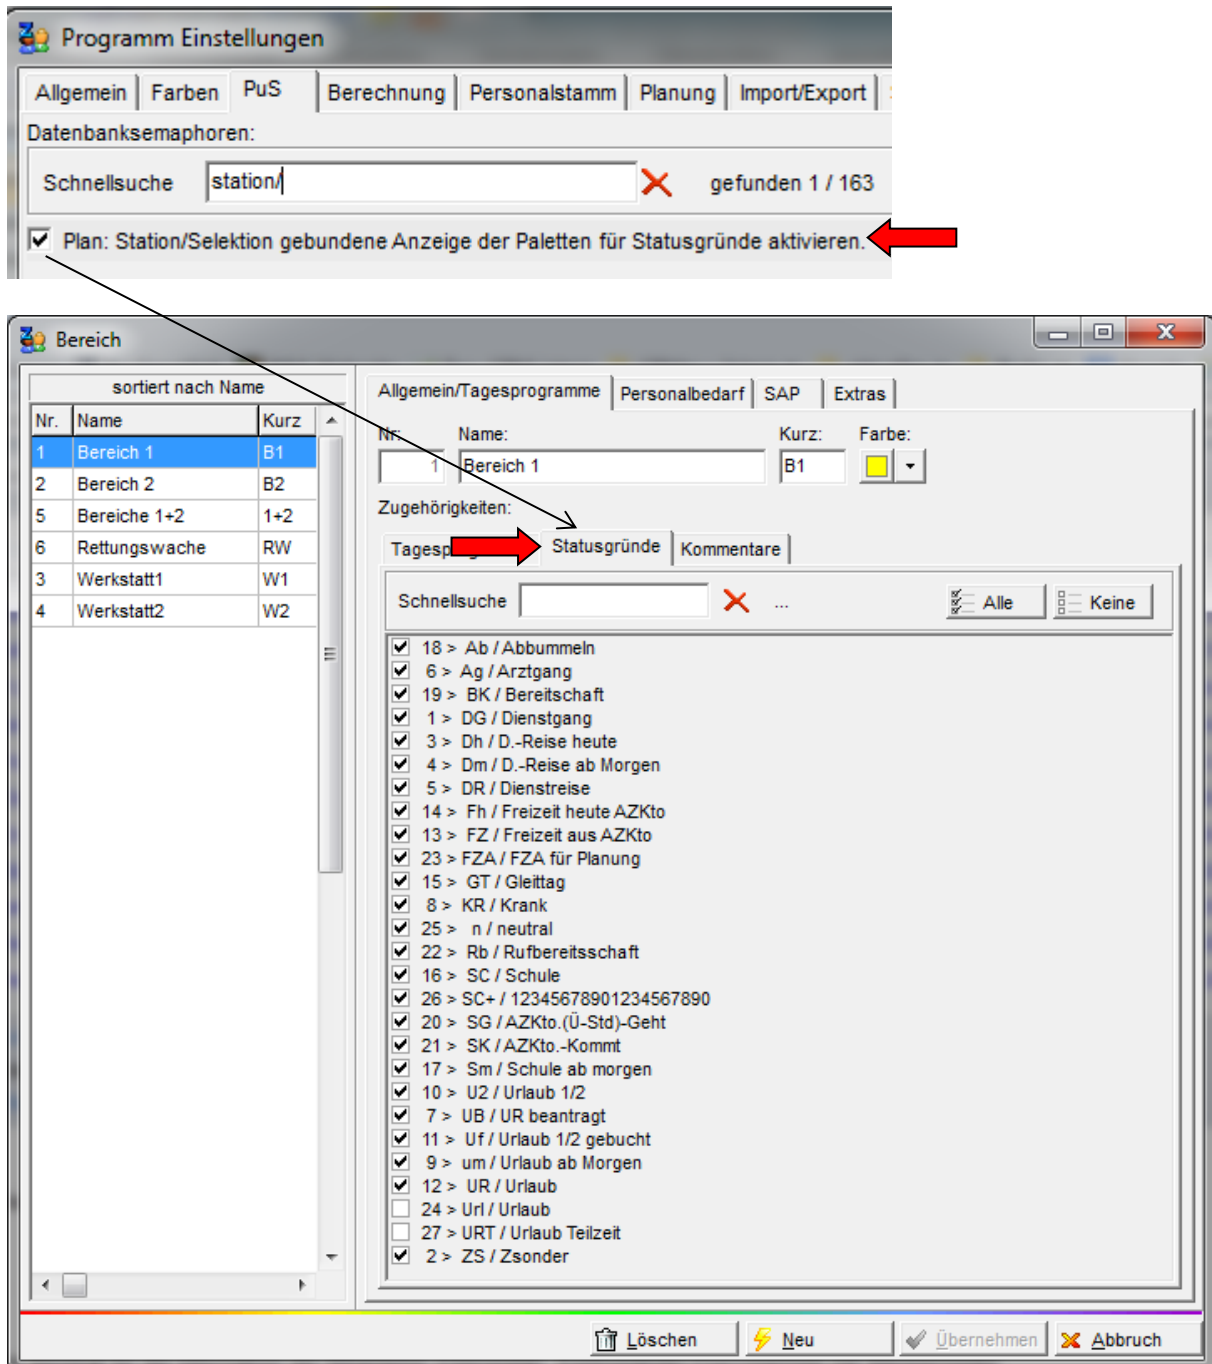 Programm Einstellungen
Allgemein Farben PuS Berechnung Personalstamm Planung Import/Export
Datenbanksemaphoren:
Schnellsuche station/ gefunden 1 / 163
Plan: Station/Selektion gebundene Anzeige der Paletten für Statusgründe aktivieren.
Bereich
sortiert nach Name
Nr. Name Kurz
1 Bereich 1 B1
2 Bereich 2 B2
5 Bereiche 1+2 1+2
6 Rettungswache RW
3 Werkstatt1 W1
4 Werkstatt2 W2
Allgemein/Tagesprogramme Personalbedarf SAP Extras
Nr: Name: Kurz: Farbe:
1 Bereich 1 B1
Zugehörigkeiten:
Statusgründe Kommentare
Schnellsuche ... Alle Keine
18 > Ab / Abbummeln
6 > Ag / Arztgang
19 > BK / Bereitschaft
1 > DG / Dienstgang
3 > Dh / D.-Reise heute
4 > Dm / D.-Reise ab Morgen
5 > DR / Dienstreise
14 > Fh / Freizeit heute AZKto
13 > FZ / Freizeit aus AZKto
23 > FZA / FZA für Planung
15 > GT / Gleittag
8 > KR / Krank
25 > n / neutral
22 > Rb / Rufbereitsschaft
16 > SC / Schule
26 > SC+ / 12345678901234567890
20 > SG / AZKto.(Ü-Std)-Geht
21 > SK / AZKto.-Kommt
17 > Sm / Schule ab morgen
10 > U2 / Urlaub 1/2
7 > UB / UR beantragt
11 > Uf / Urlaub 1/2 gebucht
9 > um / Urlaub ab Morgen
12 > UR / Urlaub
24 > Url / Urlaub
27 > URT / Urlaub Teilzeit
2 > ZS / Zsonder
Löschen Neu Übernehmen Abbruch